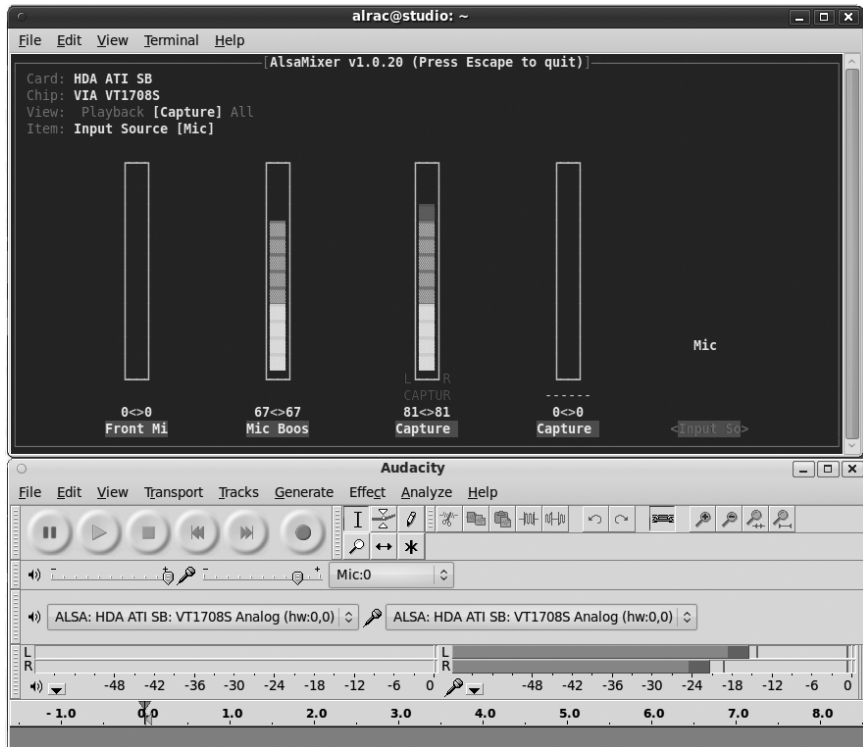 alrac@studio: ~
File Edit View Terminal Help
[AlsaMixer v1.0.20 (Press Escape to quit)]
Card: HDA ATI SB
Chip: VIA VT1708S
View: Playback [Capture] All
Item: Input Source [Mic]
Mic
L R
CAPTUR ------
0<>0 67<>67 81<>81 0<>0
Front Mi Mic Boos Capture Capture <Input So>
Audacity
File Edit View Transport Tracks Generate Effect Analyze Help
- + - + Mic:0
ALSA: HDA ATI SB: VT1708S Analog (hw:0,0) ALSA: HDA ATI SB: VT1708S Analog (hw:0,0)
L L
R R
-48 -42 -36 -30 -24 -18 -12 -6 0 -48 -42 -36 -30 -24 -18 -12 -6 0
- 1.0 0.0 1.0 2.0 3.0 4.0 5.0 6.0 7.0 8.0